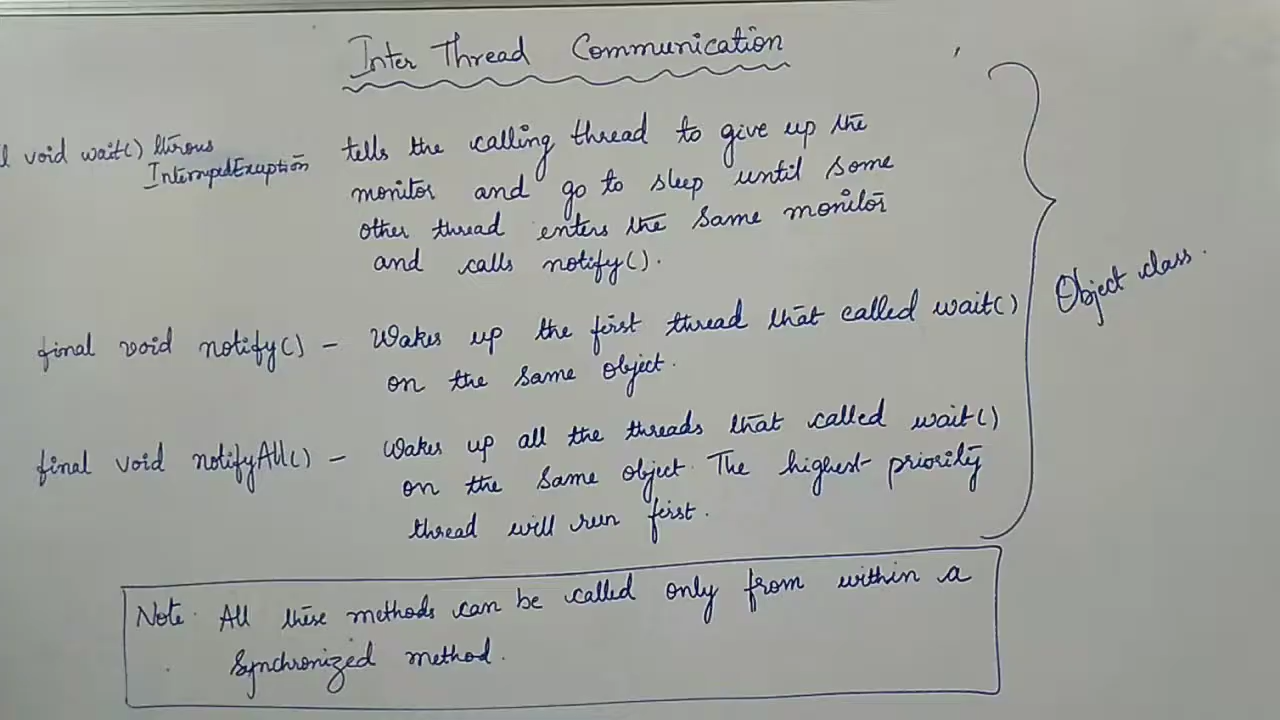 Inter Thread Communication
l void wait() throws
InterrupedException
tells the calling thread to give up the
monitor and go to sleep until some
other thread enters the same monitor
and calls notify().
final void notify() – Wakes up the first thread that called wait()
on the same object.
final void notifyAll() – Wakes up all the threads that called wait()
on the same object. The highest priority
thread will run first.
Object class.
Note: All these methods can be called only from within a
Synchronized method.